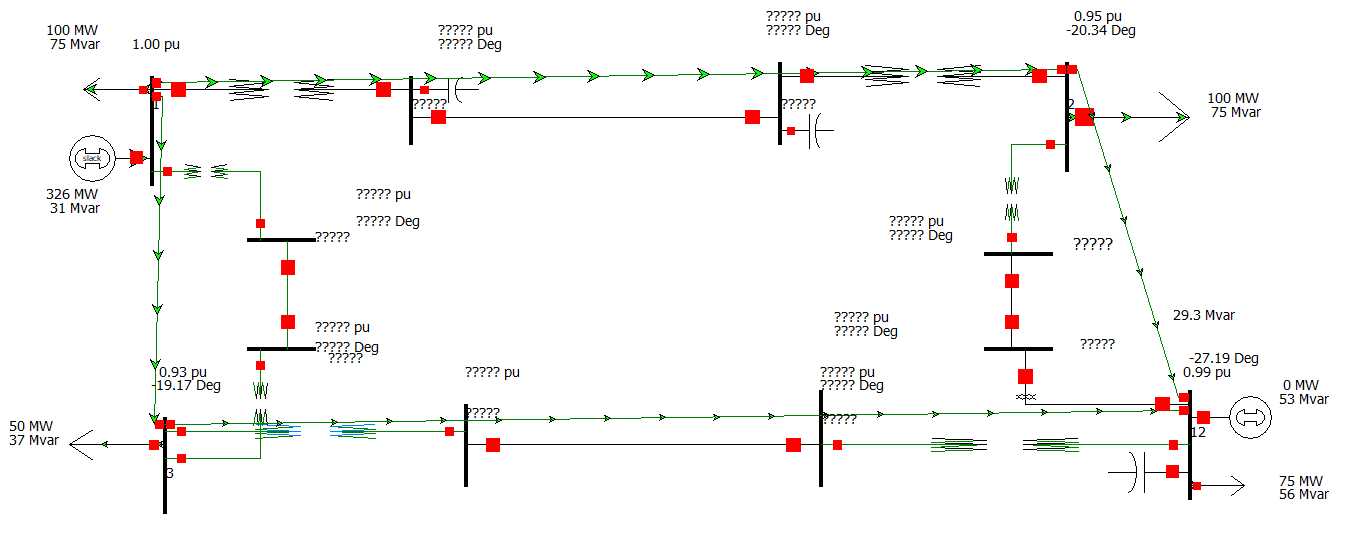 100 MW
75 Mvar
1.00 pu
????? pu
????? Deg
????? pu
????? Deg
0.95 pu
-20.34 Deg
1
?????
?????
2
100 MW
75 Mvar
slack
326 MW
31 Mvar
????? pu
????? Deg
?????
????? pu
????? Deg
?????
????? pu
????? Deg
?????
????? pu
????? Deg
?????
29.3 Mvar
-27.19 Deg
0.99 pu
0.93 pu
-19.17 Deg
????? pu
?????
????? pu
????? Deg
?????
0 MW
53 Mvar
50 MW
37 Mvar
3
12
75 MW
56 Mvar